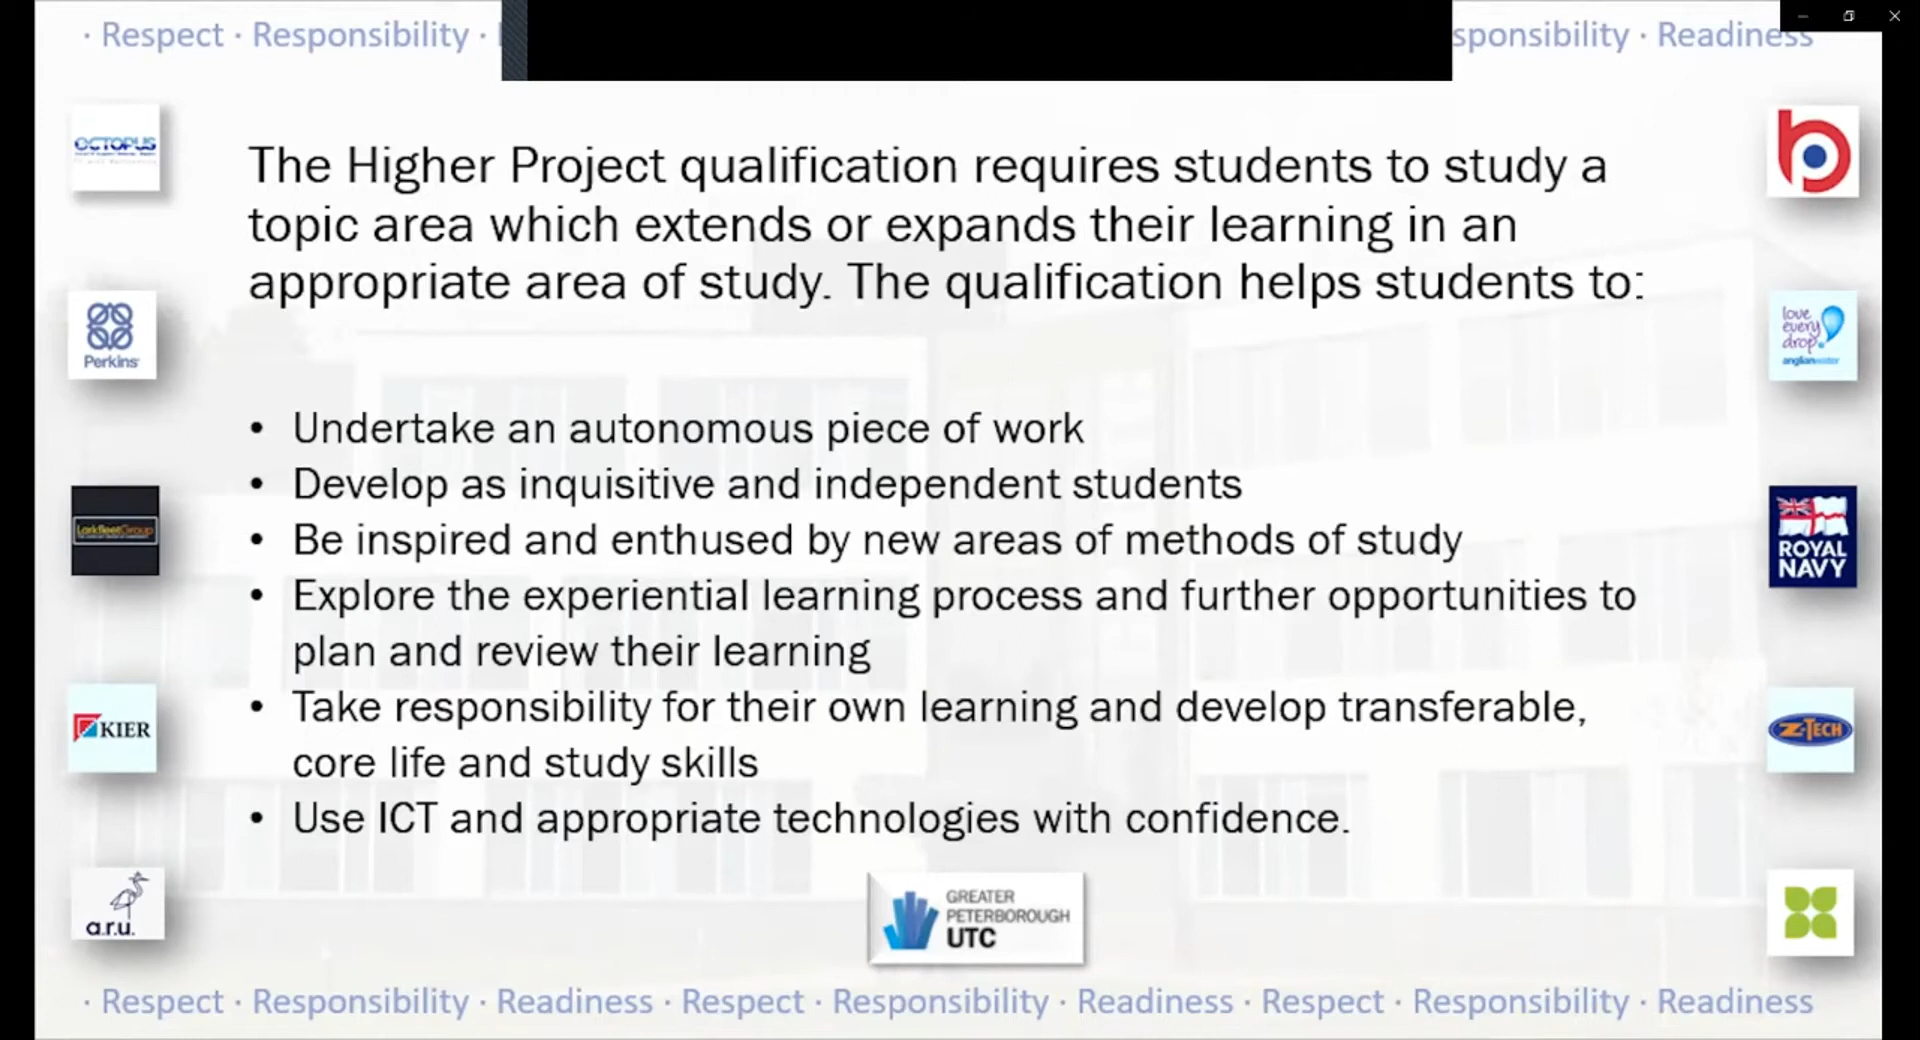 · Respect · Responsibility ·
sponsibility · Readiness
OCTOPUS
The Higher Project qualification requires students to study a
topic area which extends or expands their learning in an
appropriate area of study. The qualification helps students to:
Perkins
love
every
drop
anglianwater
• Undertake an autonomous piece of work
• Develop as inquisitive and independent students
• Be inspired and enthused by new areas of methods of study
LarkfleetGroup
ROYAL
NAVY
• Explore the experiential learning process and further opportunities to
plan and review their learning
• Take responsibility for their own learning and develop transferable,
core life and study skills
KIER
Z-TECH
• Use ICT and appropriate technologies with confidence.
a.r.u.
GREATER
PETERBOROUGH
UTC
· Respect · Responsibility · Readiness · Respect · Responsibility · Readiness · Respect · Responsibility · Readiness